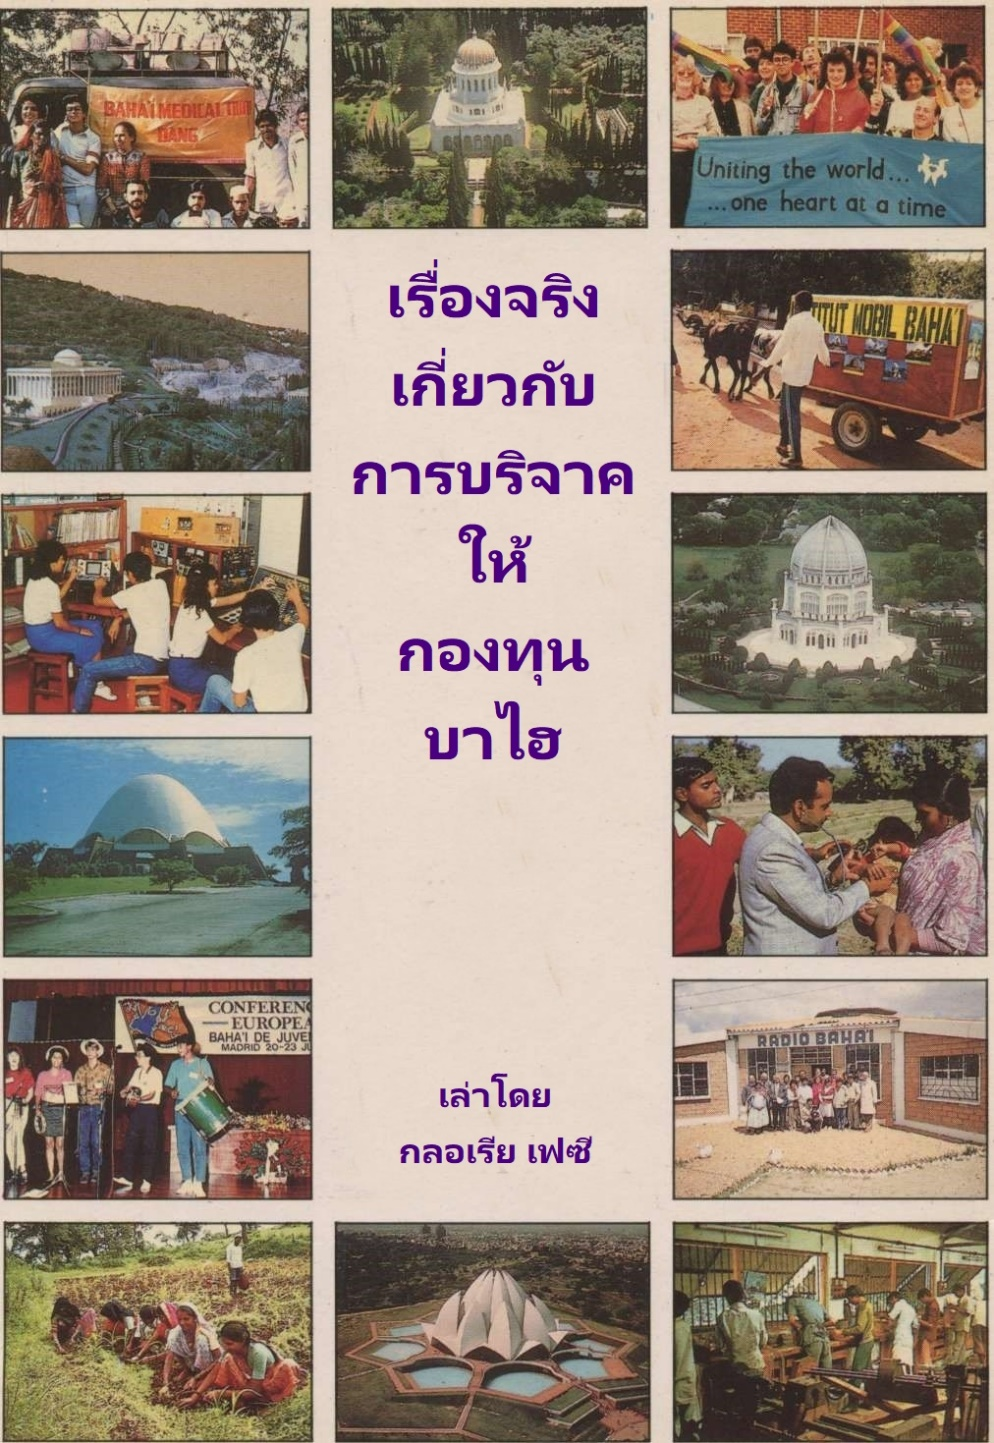 BAHA'I MEDICAL
DANG
Uniting the world...
...one heart at a time
เรื่องจริง
เกี่ยวกับ
การบริจาค
ให้
กองทุน
บาไฮ
TITUT MOBIL BAHA'I
CONFERENC
EUROPEA
BAHA'I DE JUVE
MADRID 20-23 JU
RADIO BAHA'I
เล่าโดย
กลอเรีย เฟซี